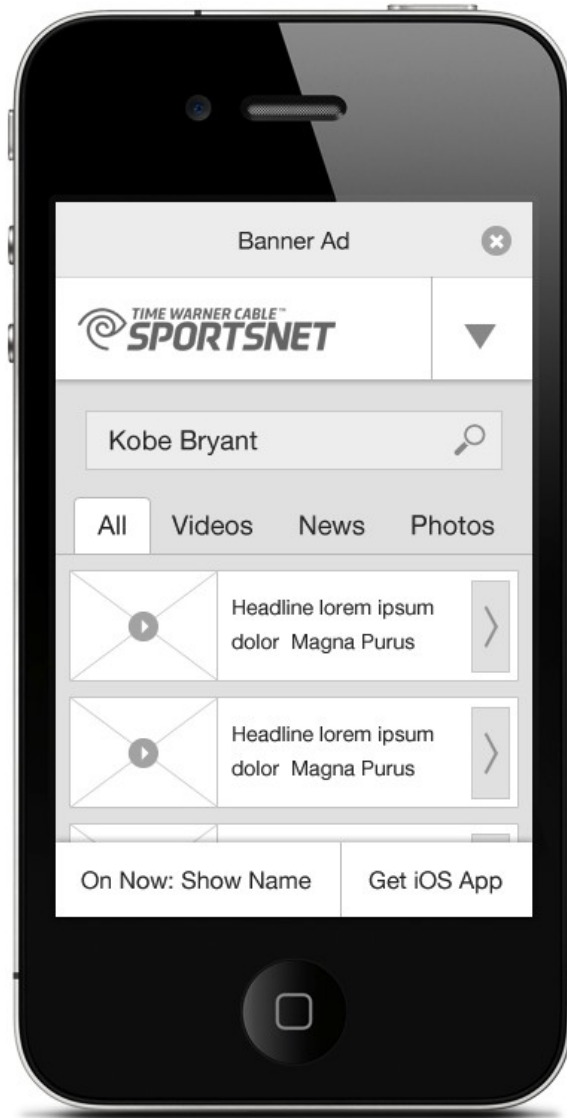 Banner Ad
TIME WARNER CABLE™
SPORTSNET
Kobe Bryant
All Videos News Photos
Headline lorem ipsum
dolor Magna Purus
Headline lorem ipsum
dolor Magna Purus
On Now: Show Name Get iOS App